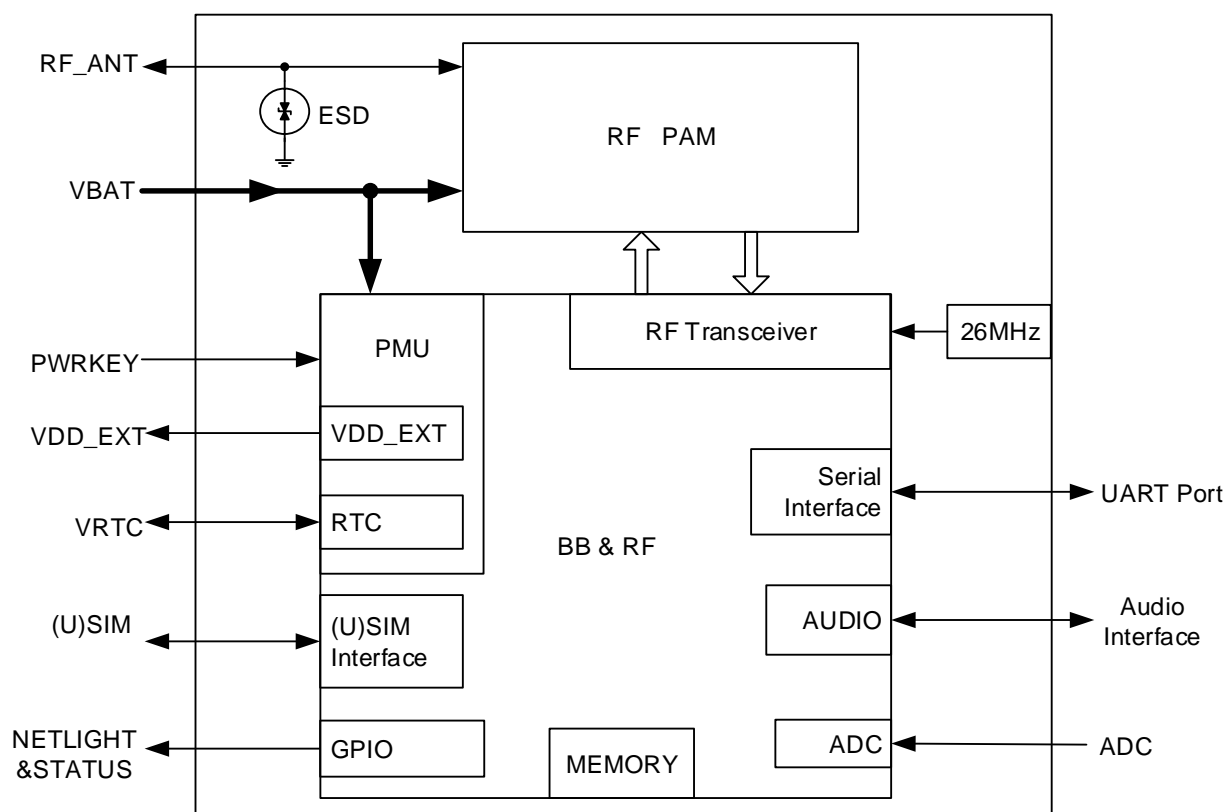 RF_ANT
ESD
RF PAM
VBAT
RF Transceiver
26MHz
PMU
PWRKEY
VDD_EXT
VDD_EXT
Serial
Interface
UART Port
VRTC
RTC
BB & RF
(U)SIM
(U)SIM
Interface
AUDIO
Audio
Interface
NETLIGHT
&STATUS
GPIO
MEMORY
ADC
ADC